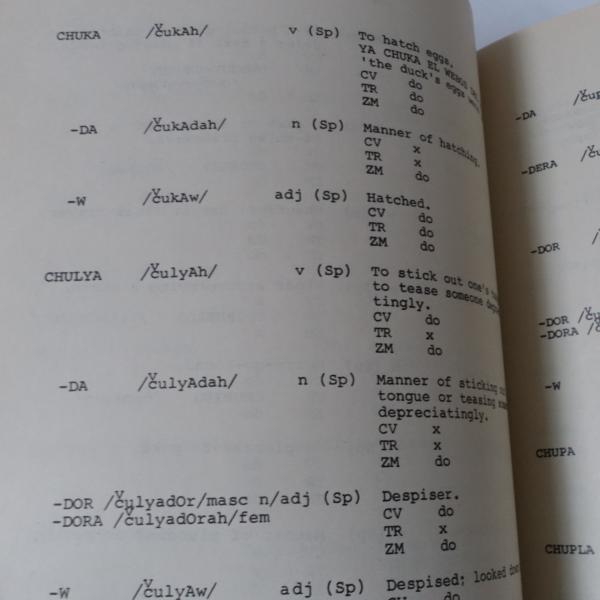 CHUKA /čukAh/ v (Sp) To hatch eggs.
YA CHUKA EL WEBOS
'the duck's eggs
CV do
TR do
ZM do
-DA /čukAdah/ n (Sp) Manner of hatching.
CV x
TR x
ZM do
-W /čukAw/ adj (Sp) Hatched.
CV do
TR do
ZM do
CHULYA /čulyAh/ v (Sp) To stick out one's
to tease someone
tingly.
CV do
TR x
ZM do
-DA /čulyAdah/ n (Sp) Manner of sticking
tongue or teasing
depreciatingly.
CV x
TR x
ZM do
-DOR /čulyadOr/masc n/adj (Sp) Despiser.
-DORA /čulyadOrah/fem CV do
TR x
ZM do
-W /čulyAw/ adj (Sp) Despised; looked down
do
-DA
-DERA
-DOR
-DOR
-DORA
-W
CHUPA
CHUPLA